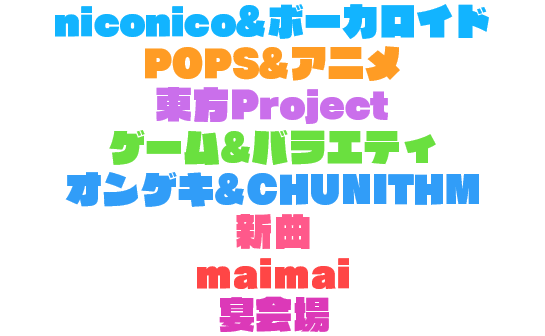 niconico&ボーカロイド
POPS&アニメ
東方Project
ゲーム&バラエティ
オンゲキ&CHUNITHM
新曲
maimai
宴会場